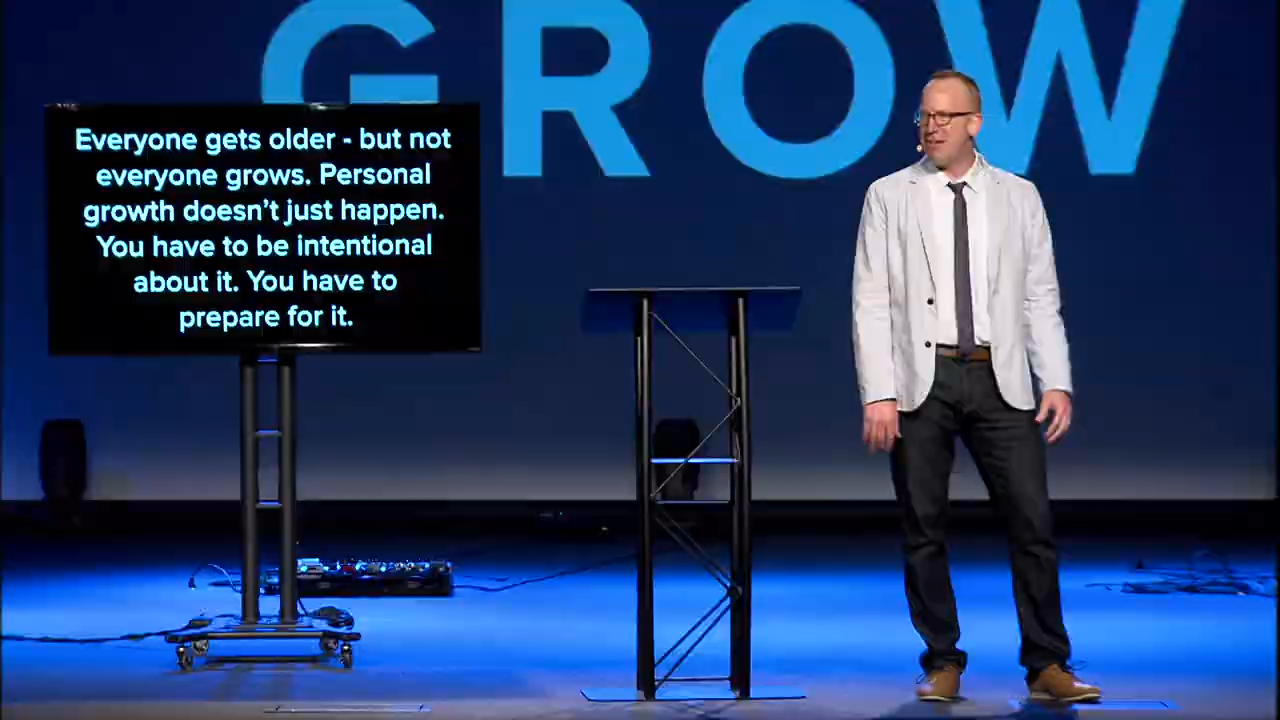 GROW
Everyone gets older - but not
everyone grows. Personal
growth doesn't just happen.
You have to be intentional
about it. You have to
prepare for it.